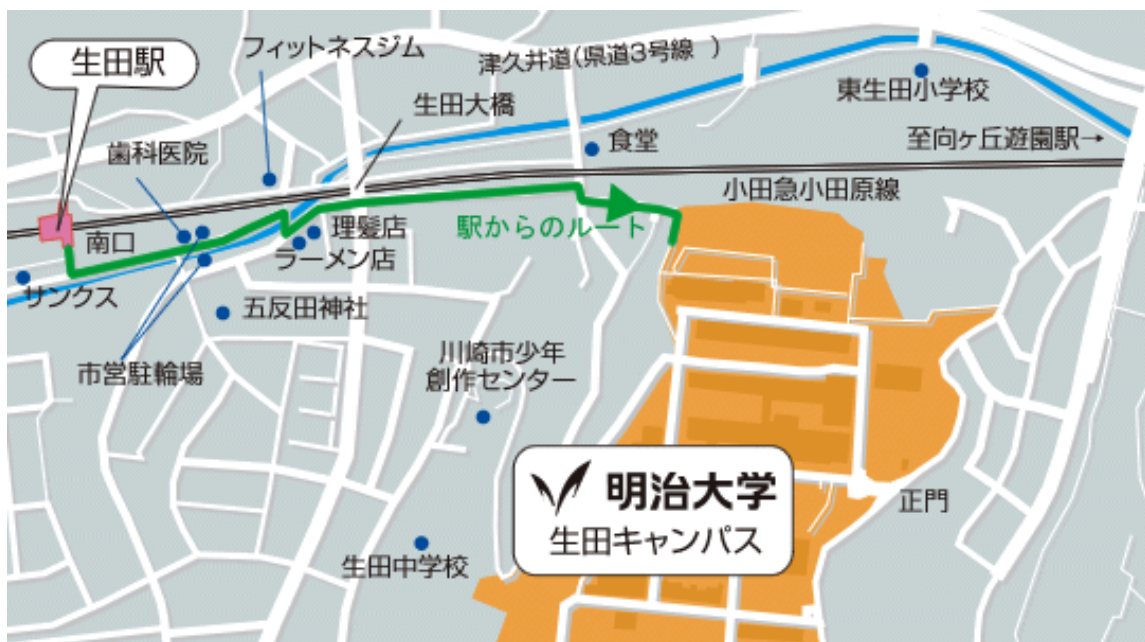 生田駅
フィットネスジム
津久井道(県道3号線 )
生田大橋
東生田小学校
歯科医院
食堂
至向ヶ丘遊園駅→
小田急小田原線
南口
理髪店
駅からのルート
ラーメン店
サンクス
五反田神社
市営駐輪場
川崎市少年
創作センター
明治大学
生田キャンパス
正門
生田中学校